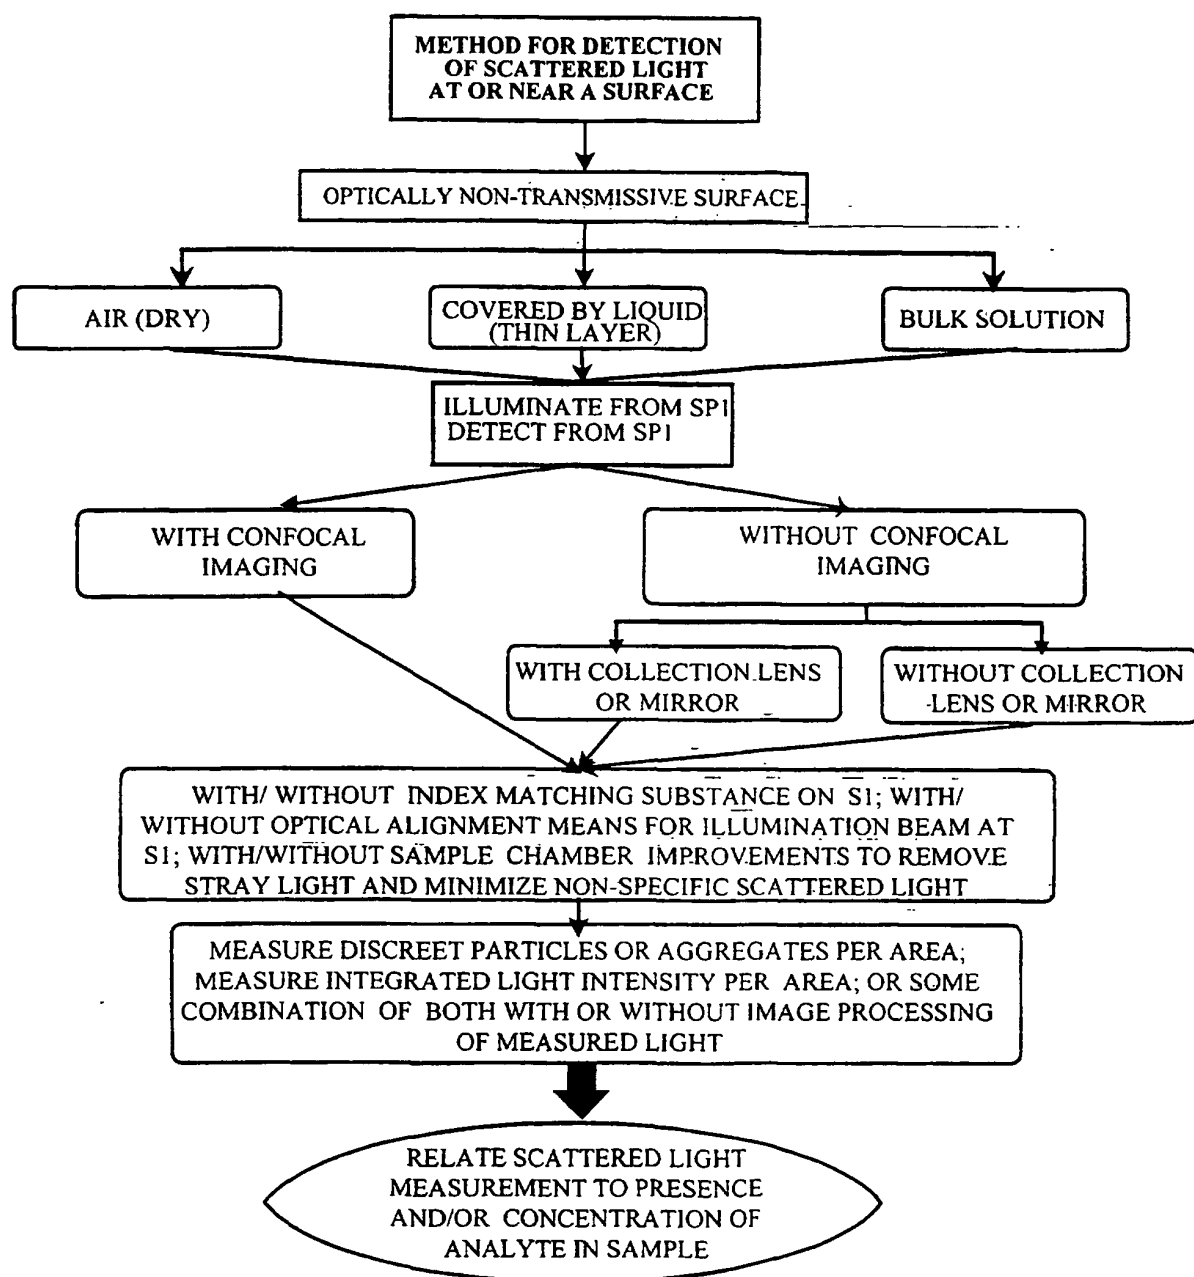 METHOD FOR DETECTION
OF SCATTERED LIGHT
AT OR NEAR A SURFACE
OPTICALLY NON-TRANSMISSIVE SURFACE
AIR (DRY)
COVERED BY LIQUID
(THIN LAYER)
BULK SOLUTION
ILLUMINATE FROM SP1
DETECT FROM SP1
WITH CONFOCAL
IMAGING
WITHOUT CONFOCAL
IMAGING
WITH COLLECTION LENS
OR MIRROR
WITHOUT COLLECTION
LENS OR MIRROR
WITH/ WITHOUT INDEX MATCHING SUBSTANCE ON S1; WITH/
WITHOUT OPTICAL ALIGNMENT MEANS FOR ILLUMINATION BEAM AT
S1; WITH/WITHOUT SAMPLE CHAMBER IMPROVEMENTS TO REMOVE
STRAY LIGHT AND MINIMIZE NON-SPECIFIC SCATTERED LIGHT
MEASURE DISCREET PARTICLES OR AGGREGATES PER AREA;
MEASURE INTEGRATED LIGHT INTENSITY PER AREA; OR SOME
COMBINATION OF BOTH WITH OR WITHOUT IMAGE PROCESSING
OF MEASURED LIGHT
RELATE SCATTERED LIGHT
MEASUREMENT TO PRESENCE
AND/OR CONCENTRATION OF
ANALYTE IN SAMPLE